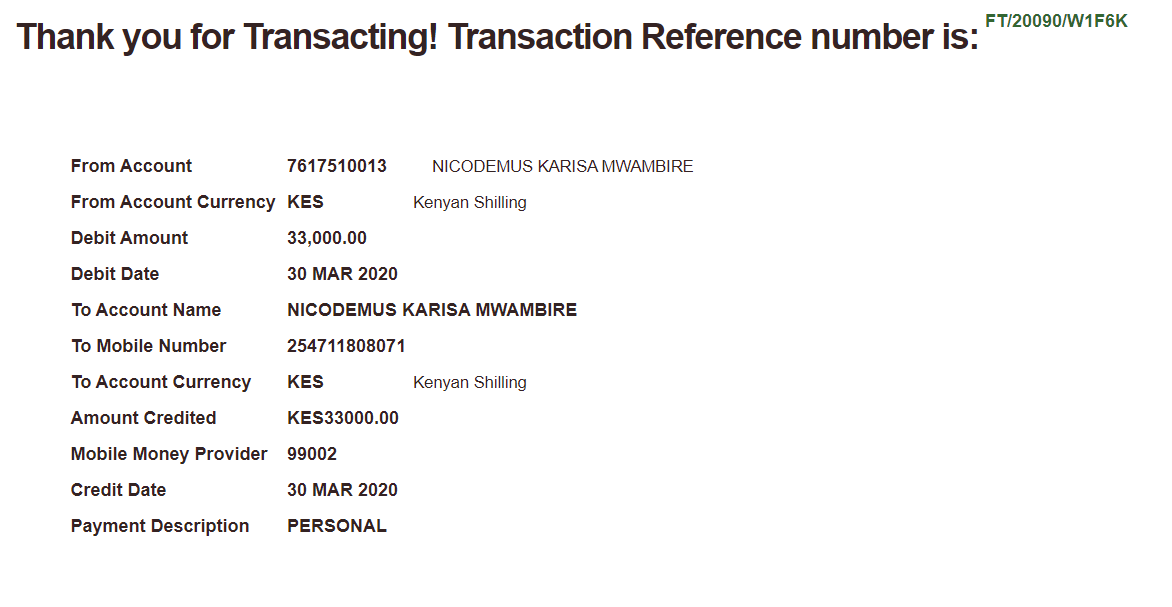 Thank you for Transacting! Transaction Reference number is: FT/20090/W1F6K
From Account 7617510013 NICODEMUS KARISA MWAMBIRE
From Account Currency KES Kenyan Shilling
Debit Amount 33,000.00
Debit Date 30 MAR 2020
To Account Name NICODEMUS KARISA MWAMBIRE
To Mobile Number 254711808071
To Account Currency KES Kenyan Shilling
Amount Credited KES33000.00
Mobile Money Provider 99002
Credit Date 30 MAR 2020
Payment Description PERSONAL